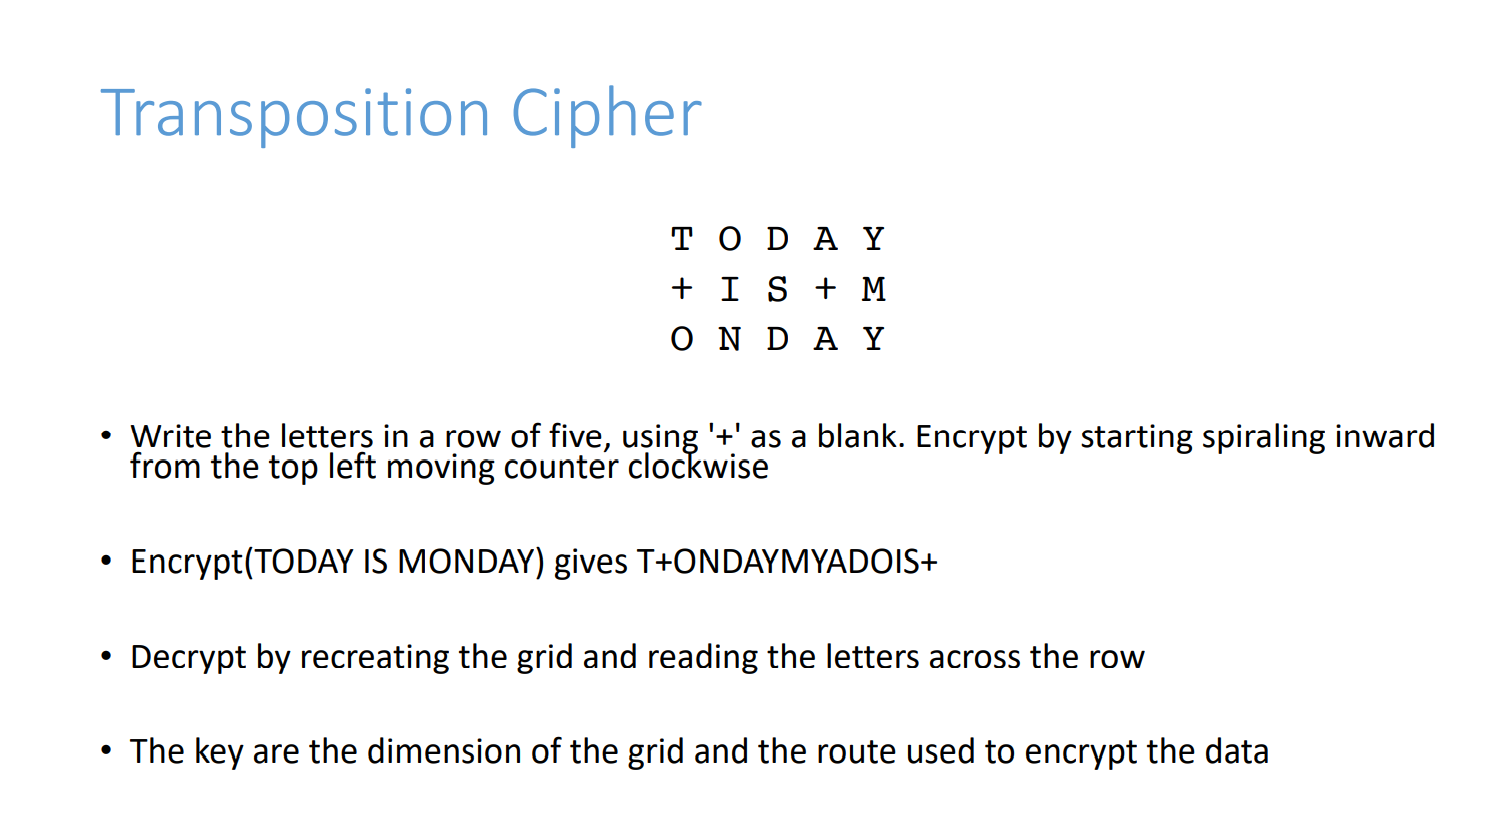 Transposition Cipher
T O D A Y
+ I S + M
O N D A Y
• Write the letters in a row of five, using '+' as a blank. Encrypt by starting spiraling inward
from the top left moving counter clockwise
• Encrypt(TODAY IS MONDAY) gives T+ONDAYMYADOIS+
• Decrypt by recreating the grid and reading the letters across the row
• The key are the dimension of the grid and the route used to encrypt the data